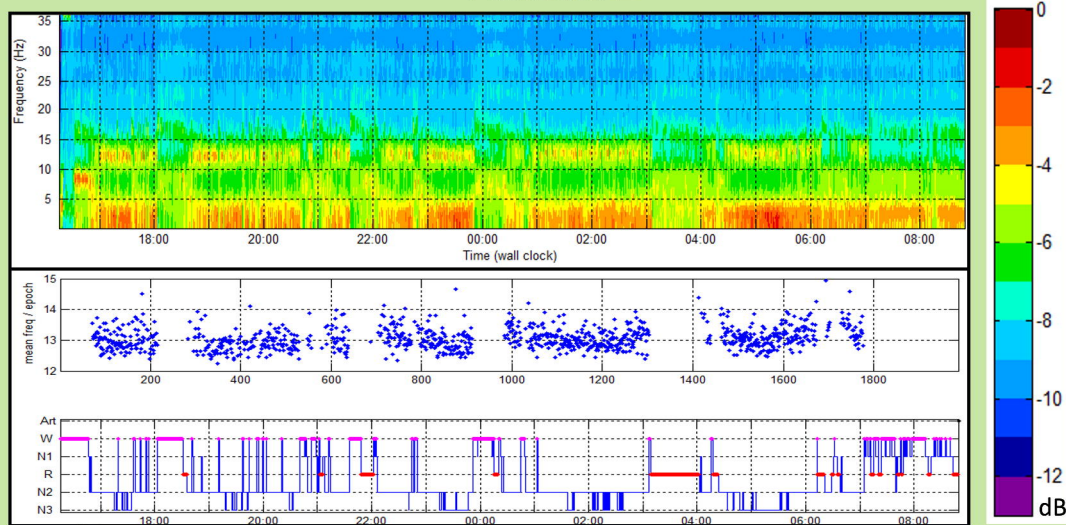 35
30
25
20
15
10
5
Frequency (Hz)
18:00 20:00 22:00 00:00 02:00 04:00 06:00 08:00
Time (wall clock)
15
14
13
12
mean freq / epoch
200 400 600 800 1000 1200 1400 1600 1800
Art
W
N1
R
N2
N3
18:00 20:00 22:00 00:00 02:00 04:00 06:00 08:00
0
-2
-4
-6
-8
-10
-12
dB